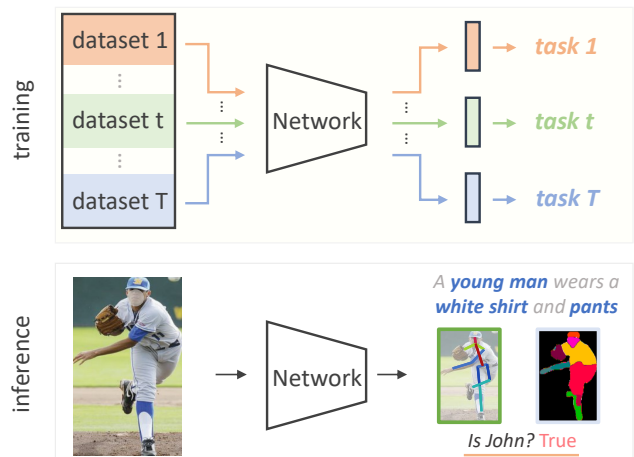 training
dataset 1
dataset t
dataset T
Network
task 1
task t
task T
inference
Network
A young man wears a
white shirt and pants
Is John? True